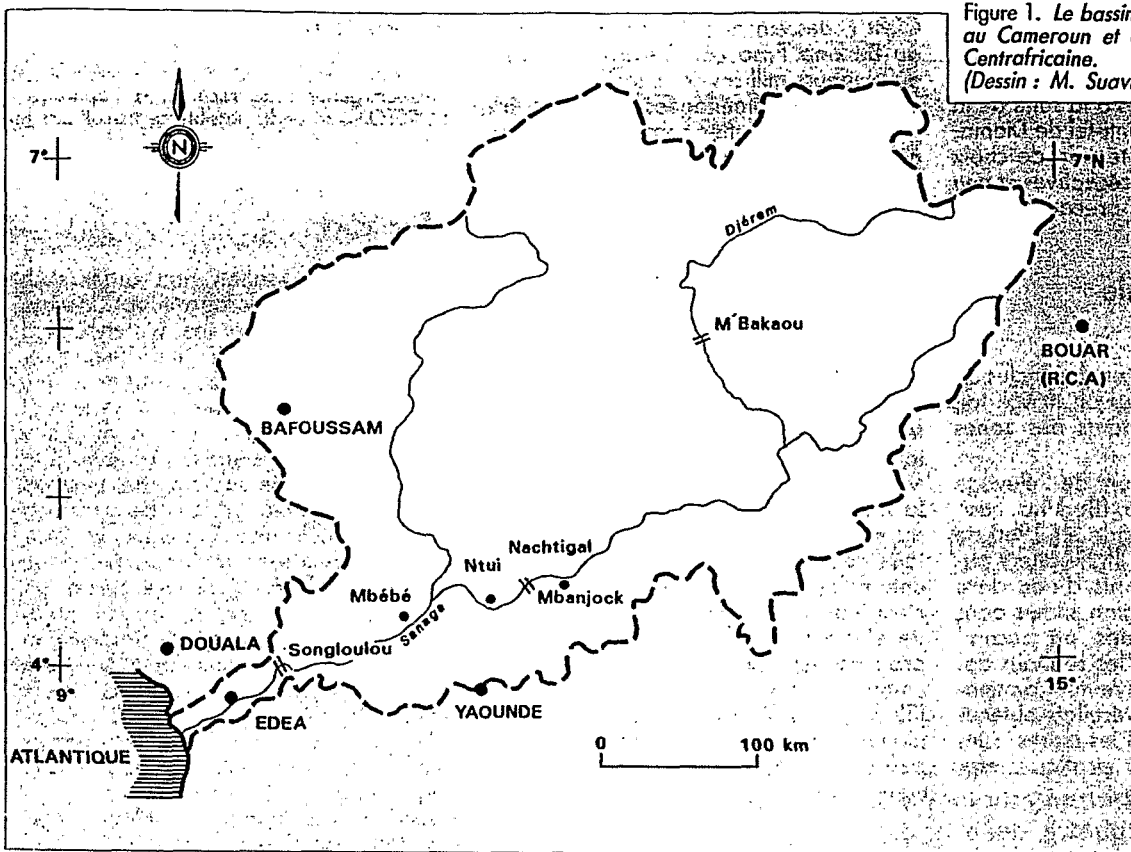 Figure 1. Le bassin
au Cameroun et
Centrafricaine.
(Dessin : M. Suav
N
7°
7°N
Djérem
M'Bakaou
BOUAR
(R.C.A)
BAFOUSSAM
Nachtigal
Ntui
Mbanjock
Mbébé
Sanaga
DOUALA
Songloulou
4°
9°
15°
EDEA
YAOUNDE
ATLANTIQUE
0 100 km